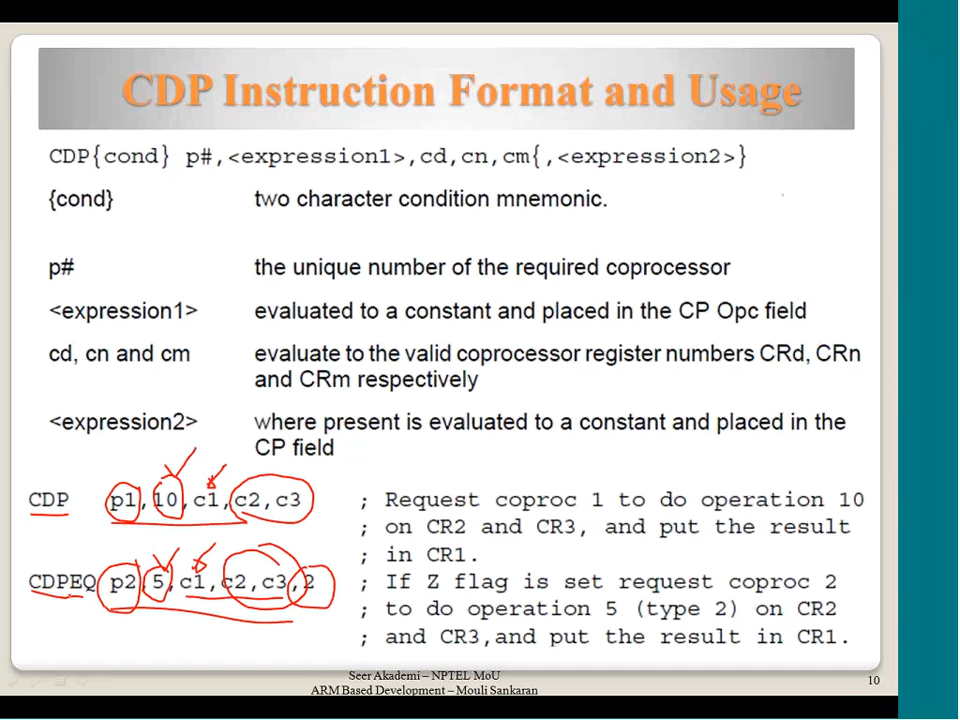 CDP Instruction Format and Usage
CDP{cond} p#,<expression1>,cd,cn,cm{,<expression2>}
{cond} two character condition mnemonic.
p# the unique number of the required coprocessor
<expression1> evaluated to a constant and placed in the CP Opc field
cd, cn and cm evaluate to the valid coprocessor register numbers CRd, CRn
and CRm respectively
<expression2> where present is evaluated to a constant and placed in the
CP field
CDP p1,10,c1,c2,c3 ; Request coproc 1 to do operation 10
; on CR2 and CR3, and put the result
; in CR1.
CDPEQ p2,5,c1,c2,c3,2 ; If Z flag is set request coproc 2
; to do operation 5 (type 2) on CR2
; and CR3,and put the result in CR1.
Seer Akademi – NPTEL MoU
ARM Based Development – Mouli Sankaran
10